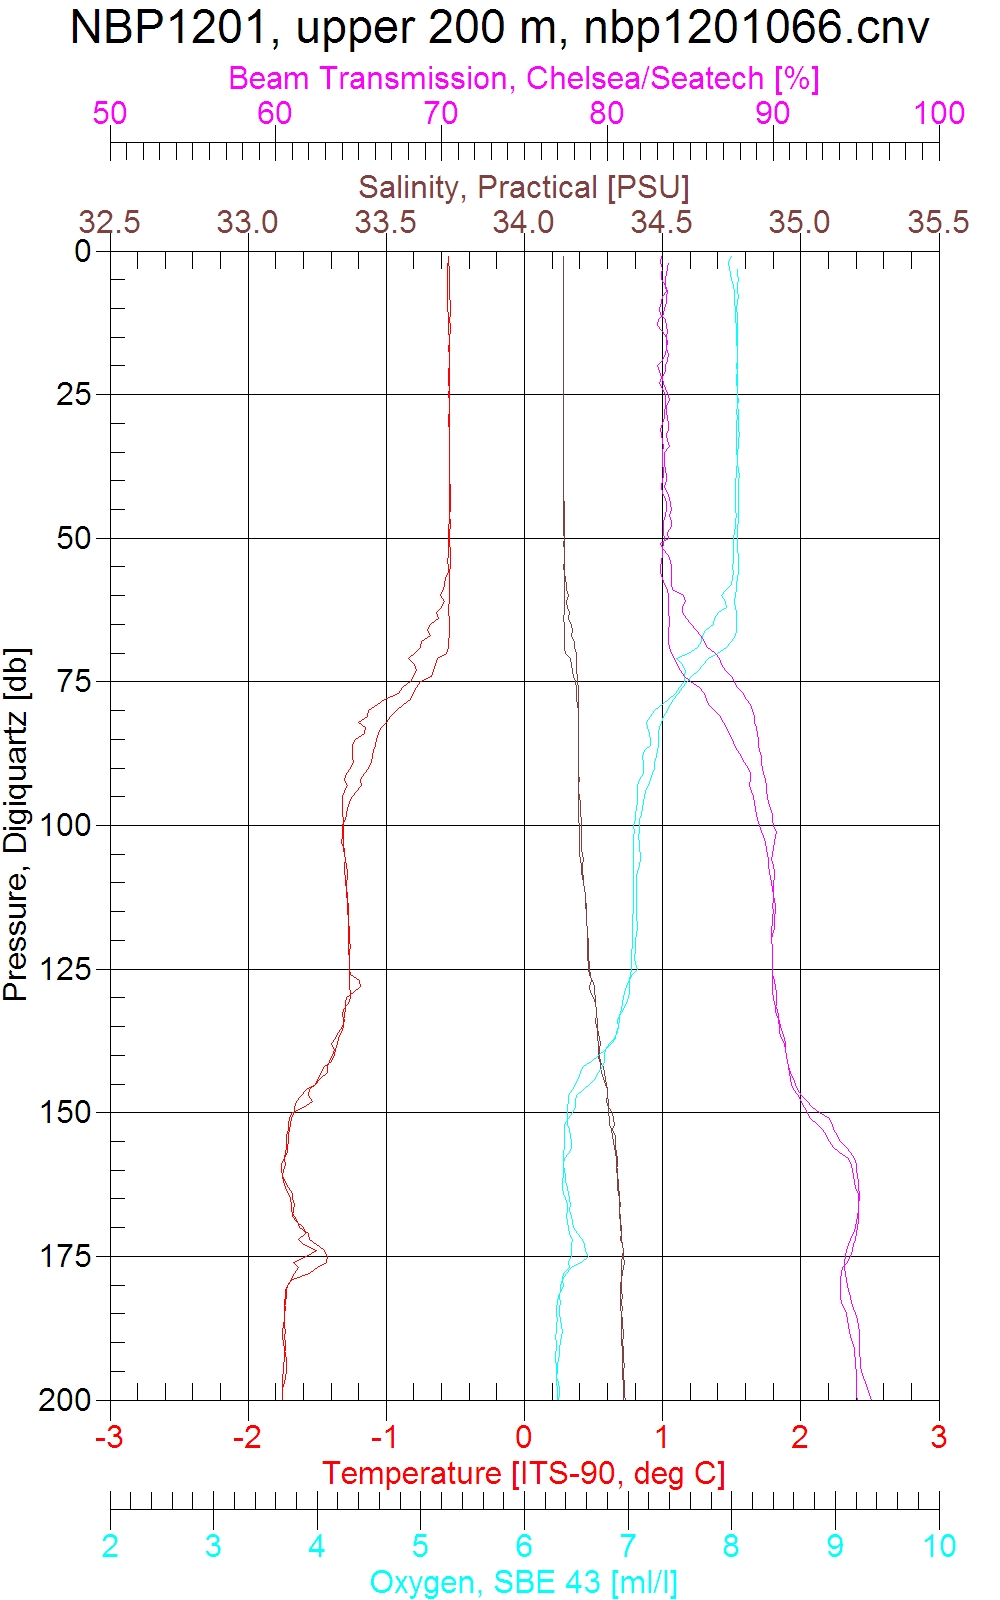 NBP1201, upper 200 m, nbp1201066.cnv
Beam Transmission, Chelsea/Seatech [%]
50 60 70 80 90 100
Salinity, Practical [PSU]
32.5 33.0 33.5 34.0 34.5 35.0 35.5
0
25
50
75
100
125
150
175
200
Pressure, Digiquartz [db]
-3 -2 -1 0 1 2 3
Temperature [ITS-90, deg C]
2 3 4 5 6 7 8 9 10
Oxygen, SBE 43 [ml/l]